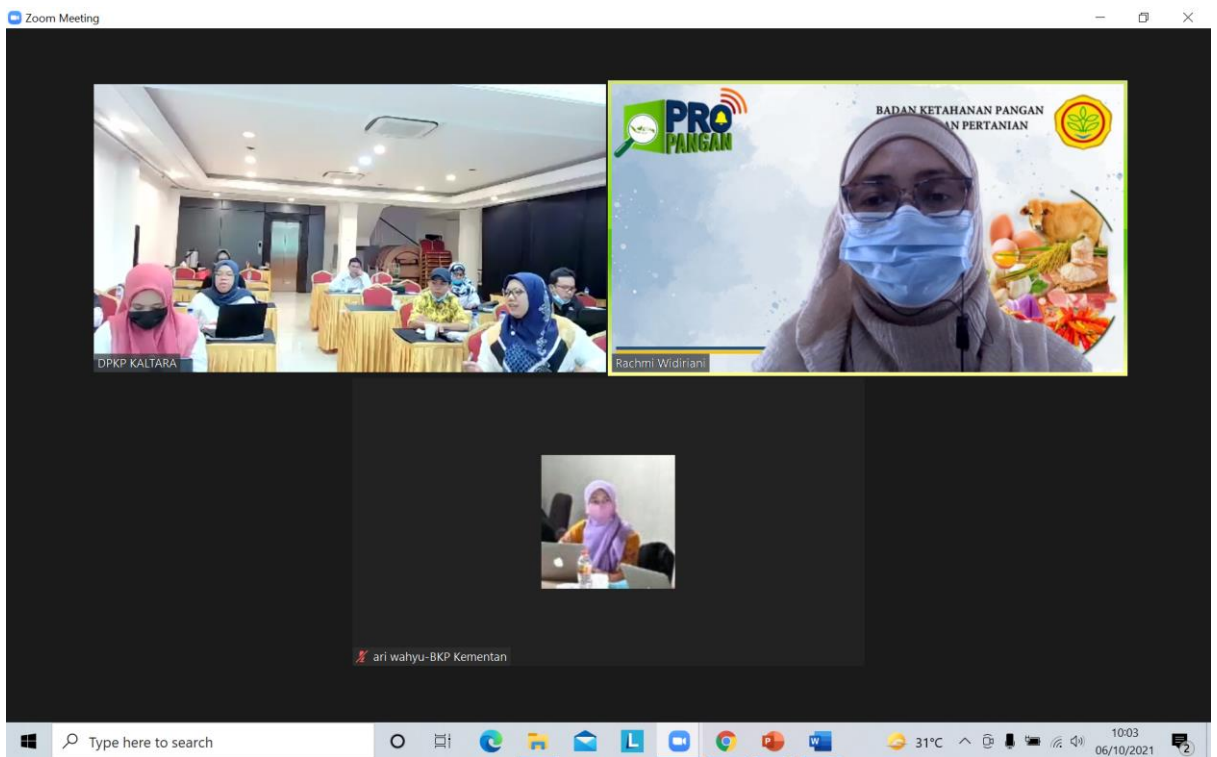 Zoom Meeting
PRO
PANGAN
BADAN KETAHANAN PANGAN
AN PERTANIAN
DPKP KALTARA
Rachmi Widiriani
ari wahyu-BKP Kementan
Type here to search
L
P
W
31°C
10:03
06/10/2021
2